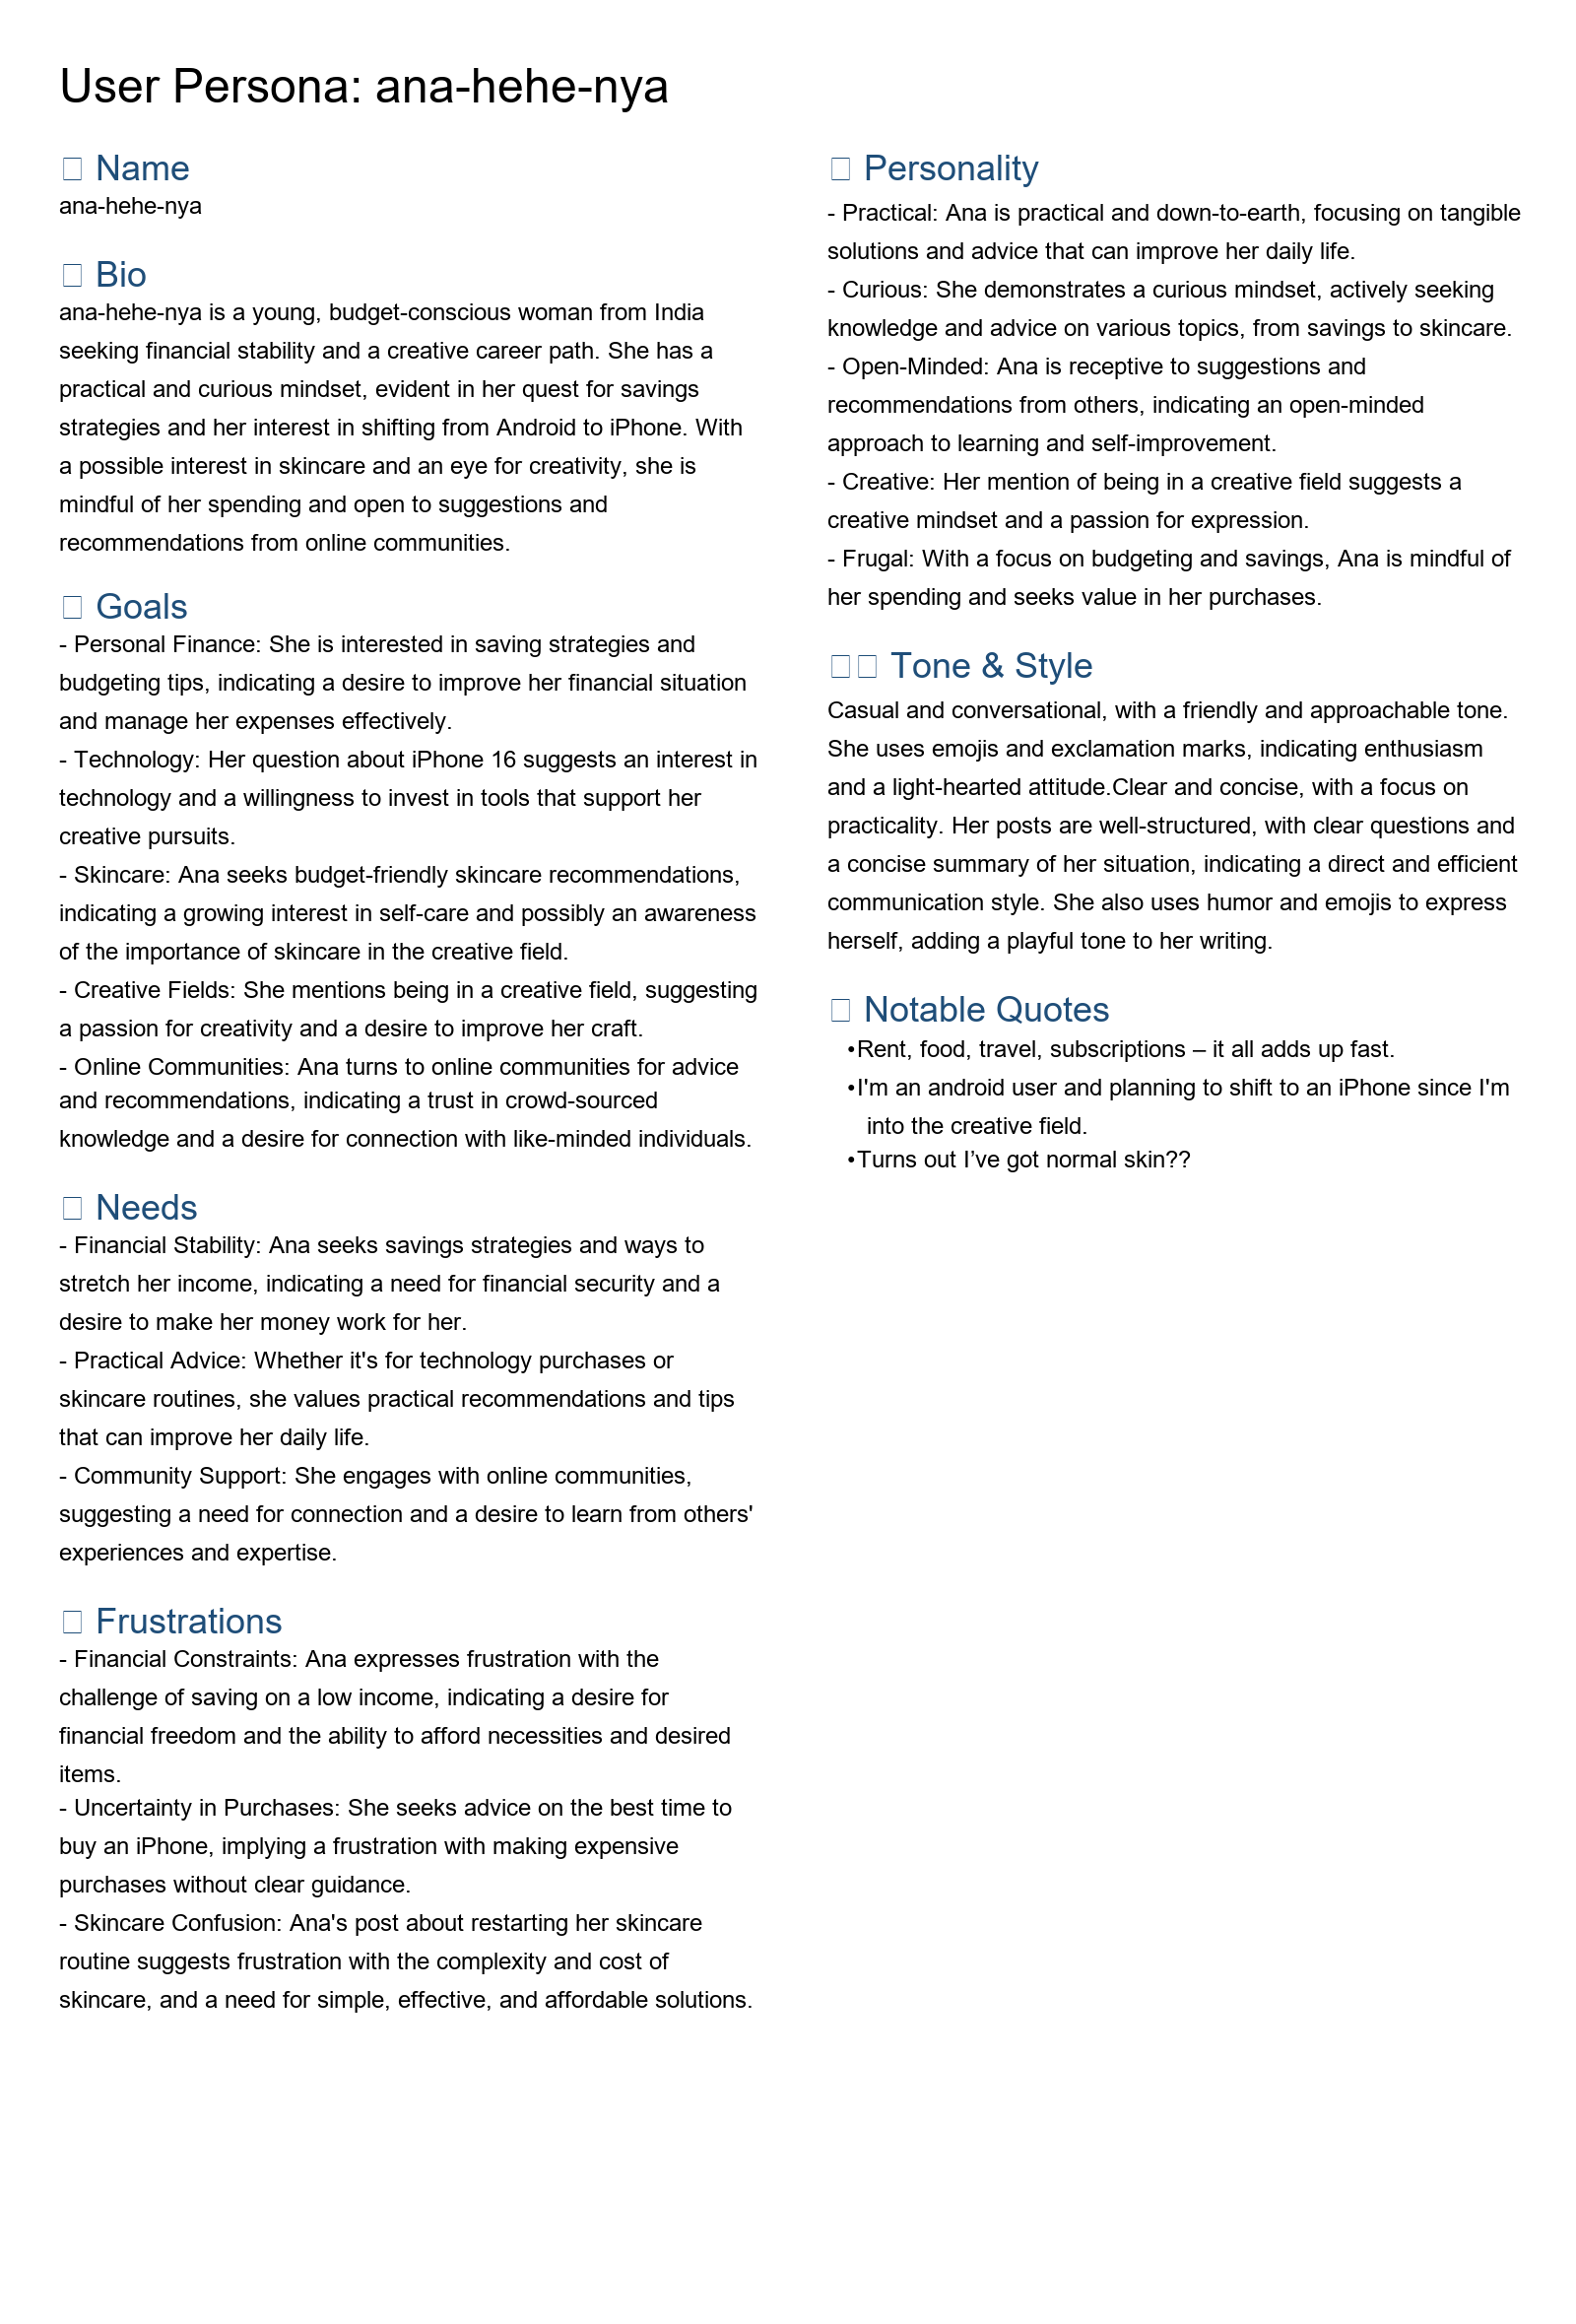 User Persona: ana-hehe-nya
Name
ana-hehe-nya
Bio
ana-hehe-nya is a young, budget-conscious woman from India
seeking financial stability and a creative career path. She has a
practical and curious mindset, evident in her quest for savings
strategies and her interest in shifting from Android to iPhone. With
a possible interest in skincare and an eye for creativity, she is
mindful of her spending and open to suggestions and
recommendations from online communities.
Goals
- Personal Finance: She is interested in saving strategies and
budgeting tips, indicating a desire to improve her financial situation
and manage her expenses effectively.
- Technology: Her question about iPhone 16 suggests an interest in
technology and a willingness to invest in tools that support her
creative pursuits.
- Skincare: Ana seeks budget-friendly skincare recommendations,
indicating a growing interest in self-care and possibly an awareness
of the importance of skincare in the creative field.
- Creative Fields: She mentions being in a creative field, suggesting
a passion for creativity and a desire to improve her craft.
- Online Communities: Ana turns to online communities for advice
and recommendations, indicating a trust in crowd-sourced
knowledge and a desire for connection with like-minded individuals.
Needs
- Financial Stability: Ana seeks savings strategies and ways to
stretch her income, indicating a need for financial security and a
desire to make her money work for her.
- Practical Advice: Whether it's for technology purchases or
skincare routines, she values practical recommendations and tips
that can improve her daily life.
- Community Support: She engages with online communities,
suggesting a need for connection and a desire to learn from others'
experiences and expertise.
Frustrations
- Financial Constraints: Ana expresses frustration with the
challenge of saving on a low income, indicating a desire for
financial freedom and the ability to afford necessities and desired
items.
- Uncertainty in Purchases: She seeks advice on the best time to
buy an iPhone, implying a frustration with making expensive
purchases without clear guidance.
- Skincare Confusion: Ana's post about restarting her skincare
routine suggests frustration with the complexity and cost of
skincare, and a need for simple, effective, and affordable solutions.
Personality
- Practical: Ana is practical and down-to-earth, focusing on tangible
solutions and advice that can improve her daily life.
- Curious: She demonstrates a curious mindset, actively seeking
knowledge and advice on various topics, from savings to skincare.
- Open-Minded: Ana is receptive to suggestions and
recommendations from others, indicating an open-minded
approach to learning and self-improvement.
- Creative: Her mention of being in a creative field suggests a
creative mindset and a passion for expression.
- Frugal: With a focus on budgeting and savings, Ana is mindful of
her spending and seeks value in her purchases.
Tone & Style
Casual and conversational, with a friendly and approachable tone.
She uses emojis and exclamation marks, indicating enthusiasm
and a light-hearted attitude.Clear and concise, with a focus on
practicality. Her posts are well-structured, with clear questions and
a concise summary of her situation, indicating a direct and efficient
communication style. She also uses humor and emojis to express
herself, adding a playful tone to her writing.
Notable Quotes
•Rent, food, travel, subscriptions – it all adds up fast.
•I'm an android user and planning to shift to an iPhone since I'm
into the creative field.
•Turns out I’ve got normal skin??